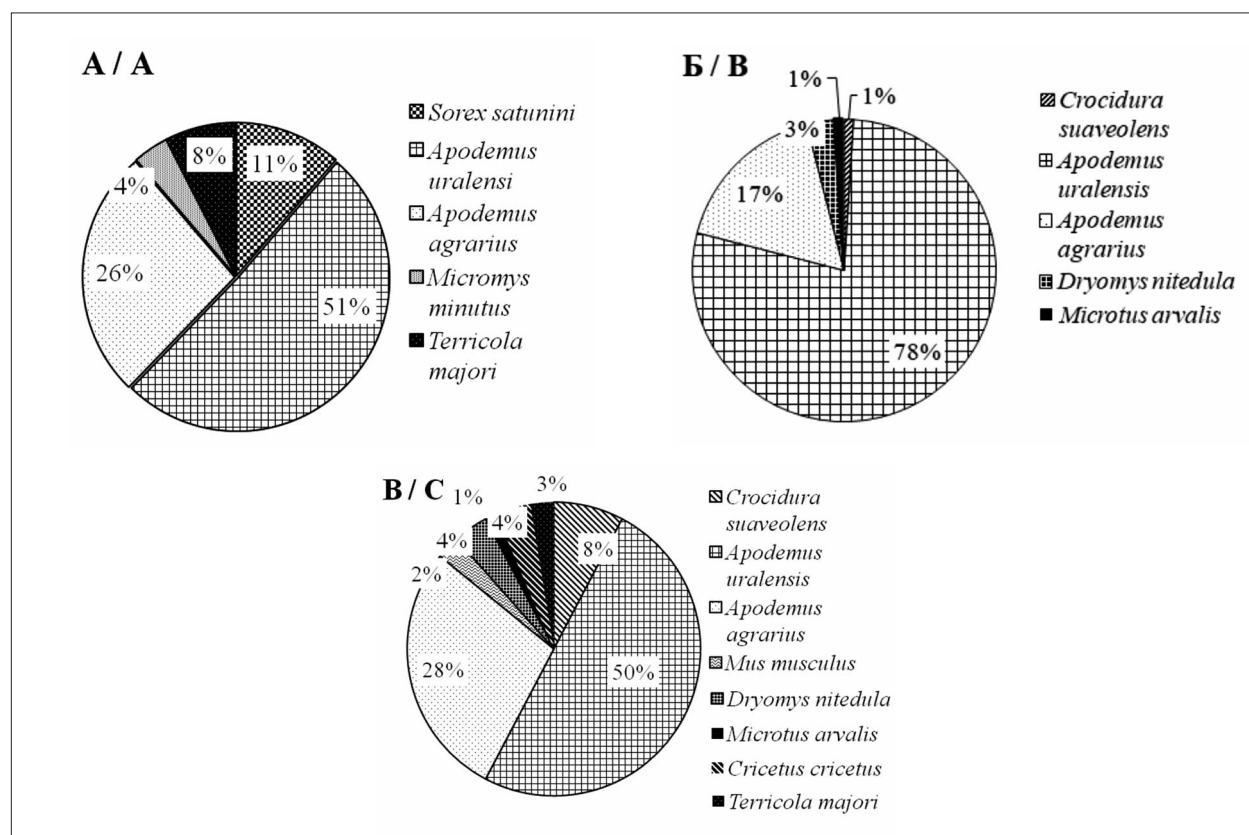 А / A
8%
11%
4%
26%
51%
Sorex satunini
Apodemus
uralensi
Apodemus
agrarius
Micromys
minutus
Terricola
majori
Б / B
1%
1%
3%
17%
78%
Crocidura
suaveolens
Apodemus
uralensis
Apodemus
agrarius
Dryomys nitedula
Microtus arvalis
В / C
3%
1%
4%
4%
8%
2%
28%
50%
Crocidura
suaveolens
Apodemus
uralensis
Apodemus
agrarius
Mus musculus
Dryomys nitedula
Microtus arvalis
Cricetus cricetus
Terricola majori